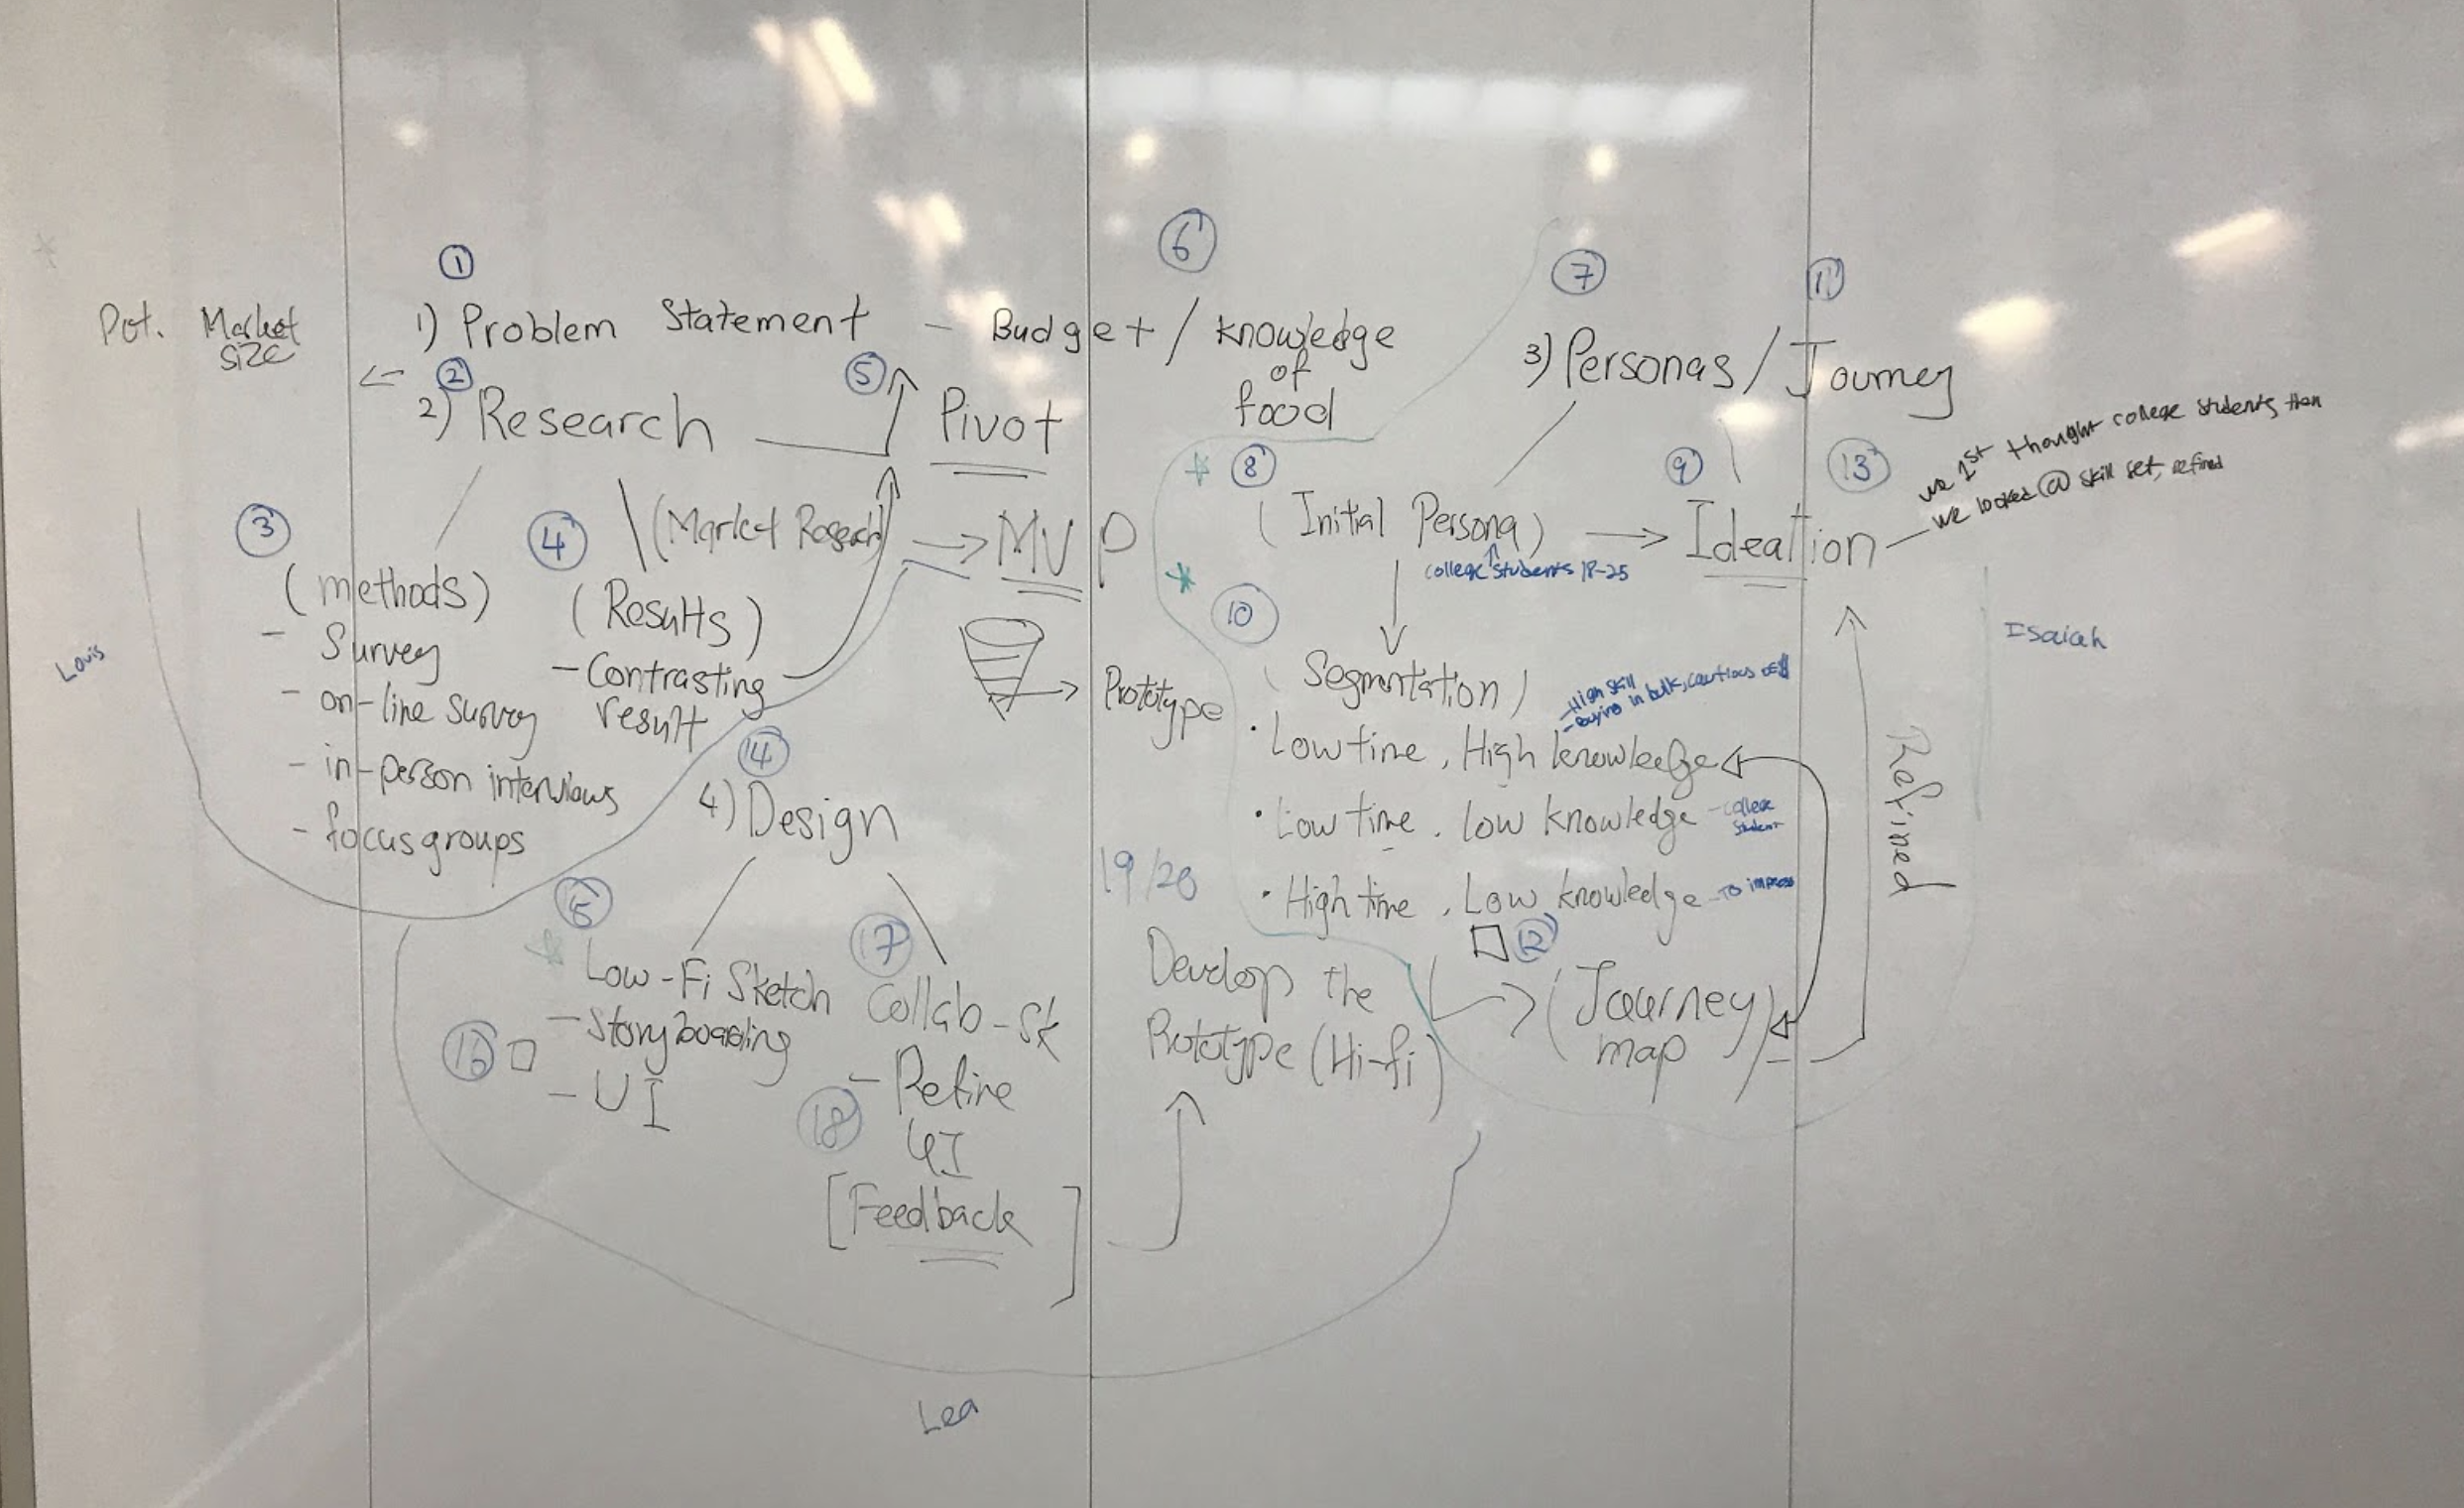 1
6
7
11
Pot. Market
size
1) Problem Statement - Budget / knowledge
of
food
3) Personas / Journey
2
5
2) Research
Pivot
we 1st thought college students then
we looked @ skill set, refined
8
9
13
3
4
(Market Research)
MVP
(Initial Persona)
college students 18-25
Ideation
(methods)
- Survey
- on-line survey
- in-person interviews
- focus groups
(Results)
- Contrasting
result
Louis
Isaiah
10
Prototype
(Segmentation)
- High skill
- Buying in bulk, cautious of $
• Low time, High knowledge
• Low time, low knowledge - college
student
• High time, Low knowledge - to impress
Refined
14
4) Design
15
17
19/20
12
Low-Fi Sketch
- Storyboarding
- UI
16
Collab-Sk
- Refine
UI
18
[Feedback]
Develop the
Prototype (Hi-fi)
(Journey
map)
Lea